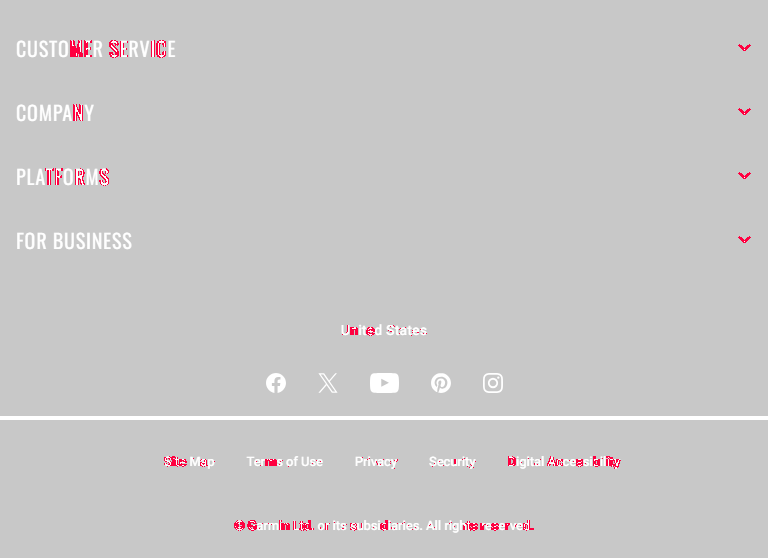 CUSTOMER SERVICE
COMPANY
PLATFORMS
FOR BUSINESS
United States
Site Map Terms of Use Privacy Security Digital Accessibility
© Garmin Ltd. or its subsidiaries. All rights reserved.